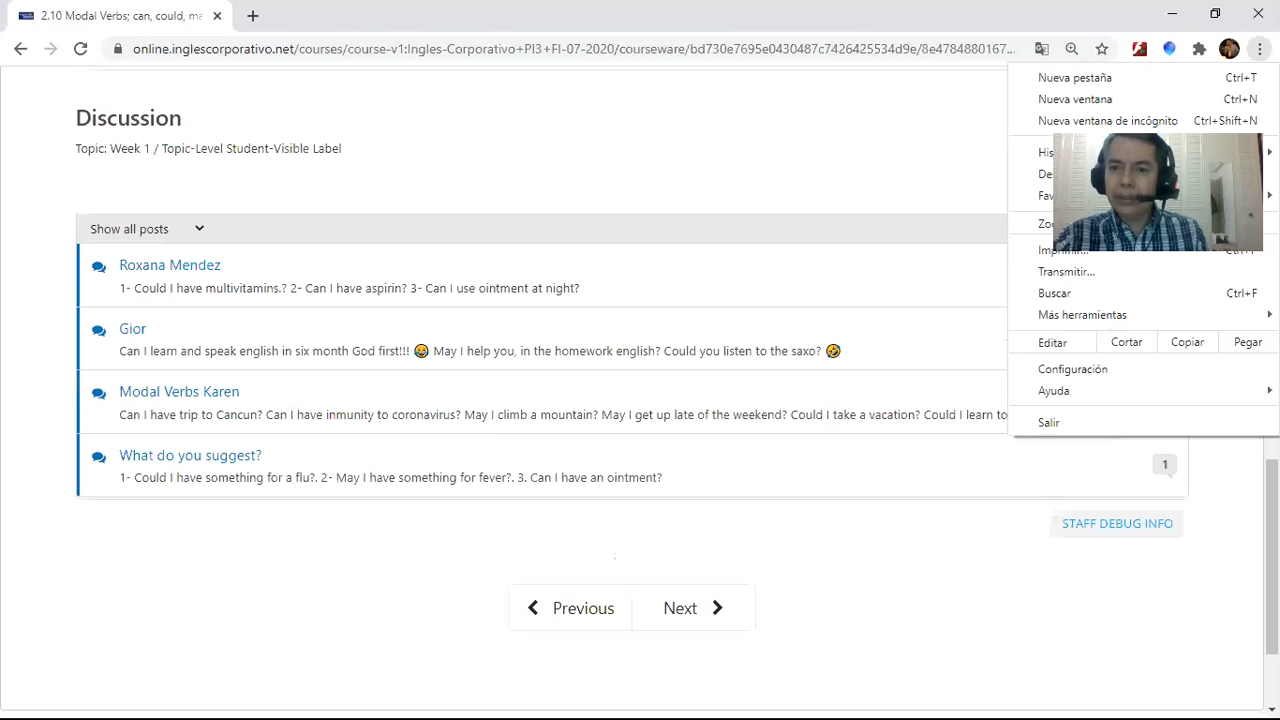 2.10 Modal Verbs; can, could, ma
online.inglescorporativo.net/courses/course-v1:Ingles-Corporativo+PI3+FI-07-2020/courseware/bd730e7695e0430487c7426425534d9e/8e4784880167...
Nueva pestaña Ctrl+T
Nueva ventana Ctrl+N
Nueva ventana de incógnito Ctrl+Shift+N
His
De
Fav
Zoo
Imprimir...
Transmitir...
Buscar Ctrl+F
Más herramientas
Editar Cortar Copiar Pegar
Configuración
Ayuda
Salir
Discussion
Topic: Week 1 / Topic-Level Student-Visible Label
Show all posts
Roxana Mendez
1- Could I have multivitamins.? 2- Can I have aspirin? 3- Can I use ointment at night?
Gior
Can I learn and speak english in six month God first!!! 😂 May I help you, in the homework english? Could you listen to the saxo? 🤣
Modal Verbs Karen
Can I have trip to Cancun? Can I have inmunity to coronavirus? May I climb a mountain? May I get up late of the weekend? Could I take a vacation? Could I learn to
What do you suggest?
1- Could I have something for a flu?. 2- May I have something for fever?. 3. Can I have an ointment?
1
STAFF DEBUG INFO
Previous
Next